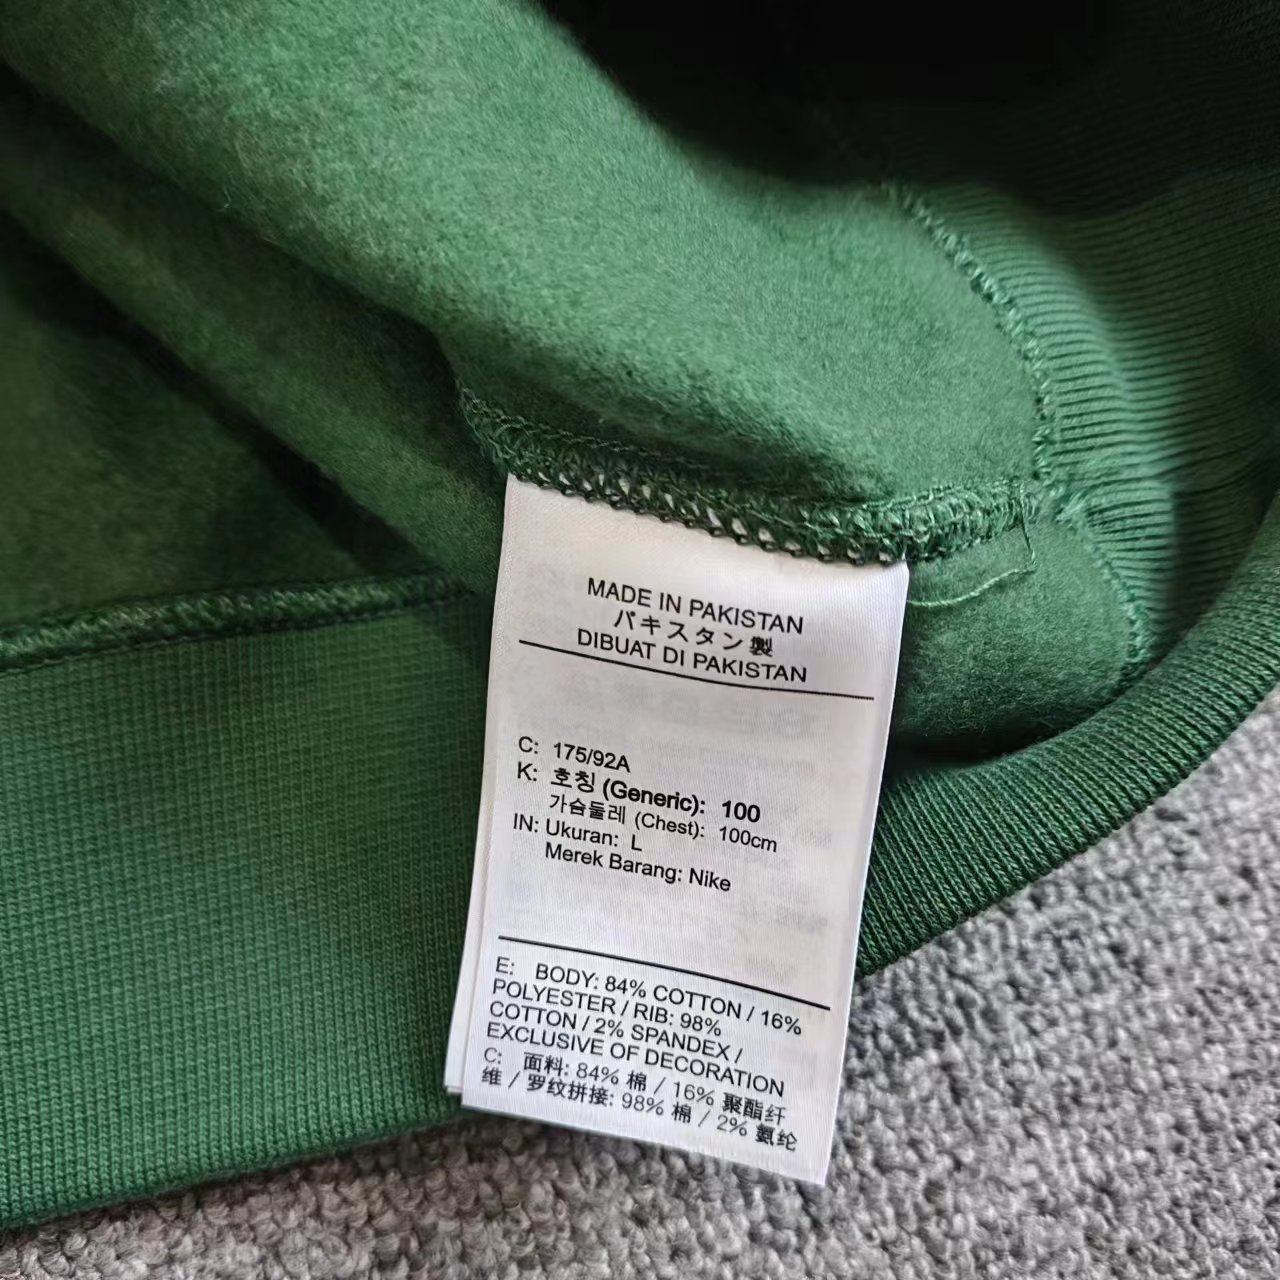 MADE IN PAKISTAN
パキスタン製
DIBUAT DI PAKISTAN
C: 175/92A
K: 호칭 (Generic): 100
가슴둘레 (Chest): 100cm
IN: Ukuran: L
Merek Barang: Nike
E: BODY: 84% COTTON / 16%
POLYESTER / RIB: 98%
COTTON / 2% SPANDEX /
EXCLUSIVE OF DECORATION
C: 面料: 84% 棉 / 16% 聚酯纤
维 / 罗纹拼接: 98% 棉 / 2% 氨纶